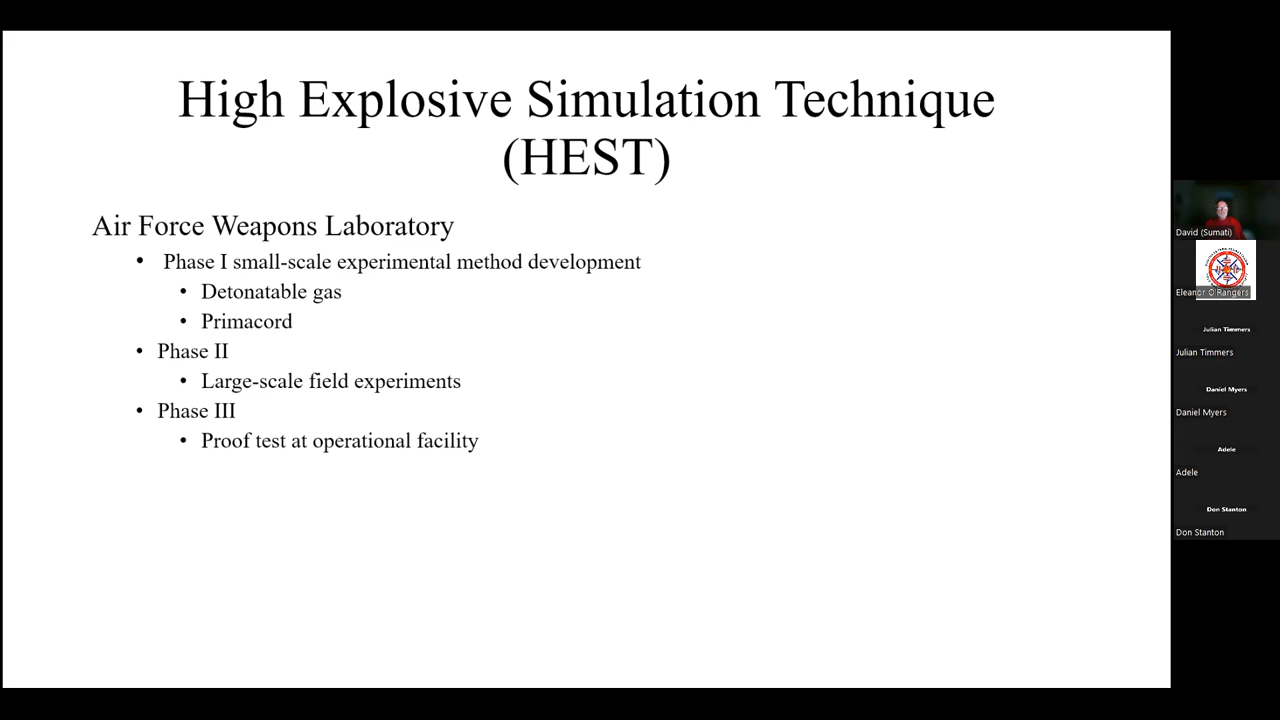 High Explosive Simulation Technique
(HEST)
Air Force Weapons Laboratory
• Phase I small-scale experimental method development
• Detonatable gas
• Primacord
• Phase II
• Large-scale field experiments
• Phase III
• Proof test at operational facility
David (Sumati)
Eleanor O'Rangers
Julian Timmers
Julian Timmers
Daniel Myers
Daniel Myers
Adele
Adele
Don Stanton
Don Stanton